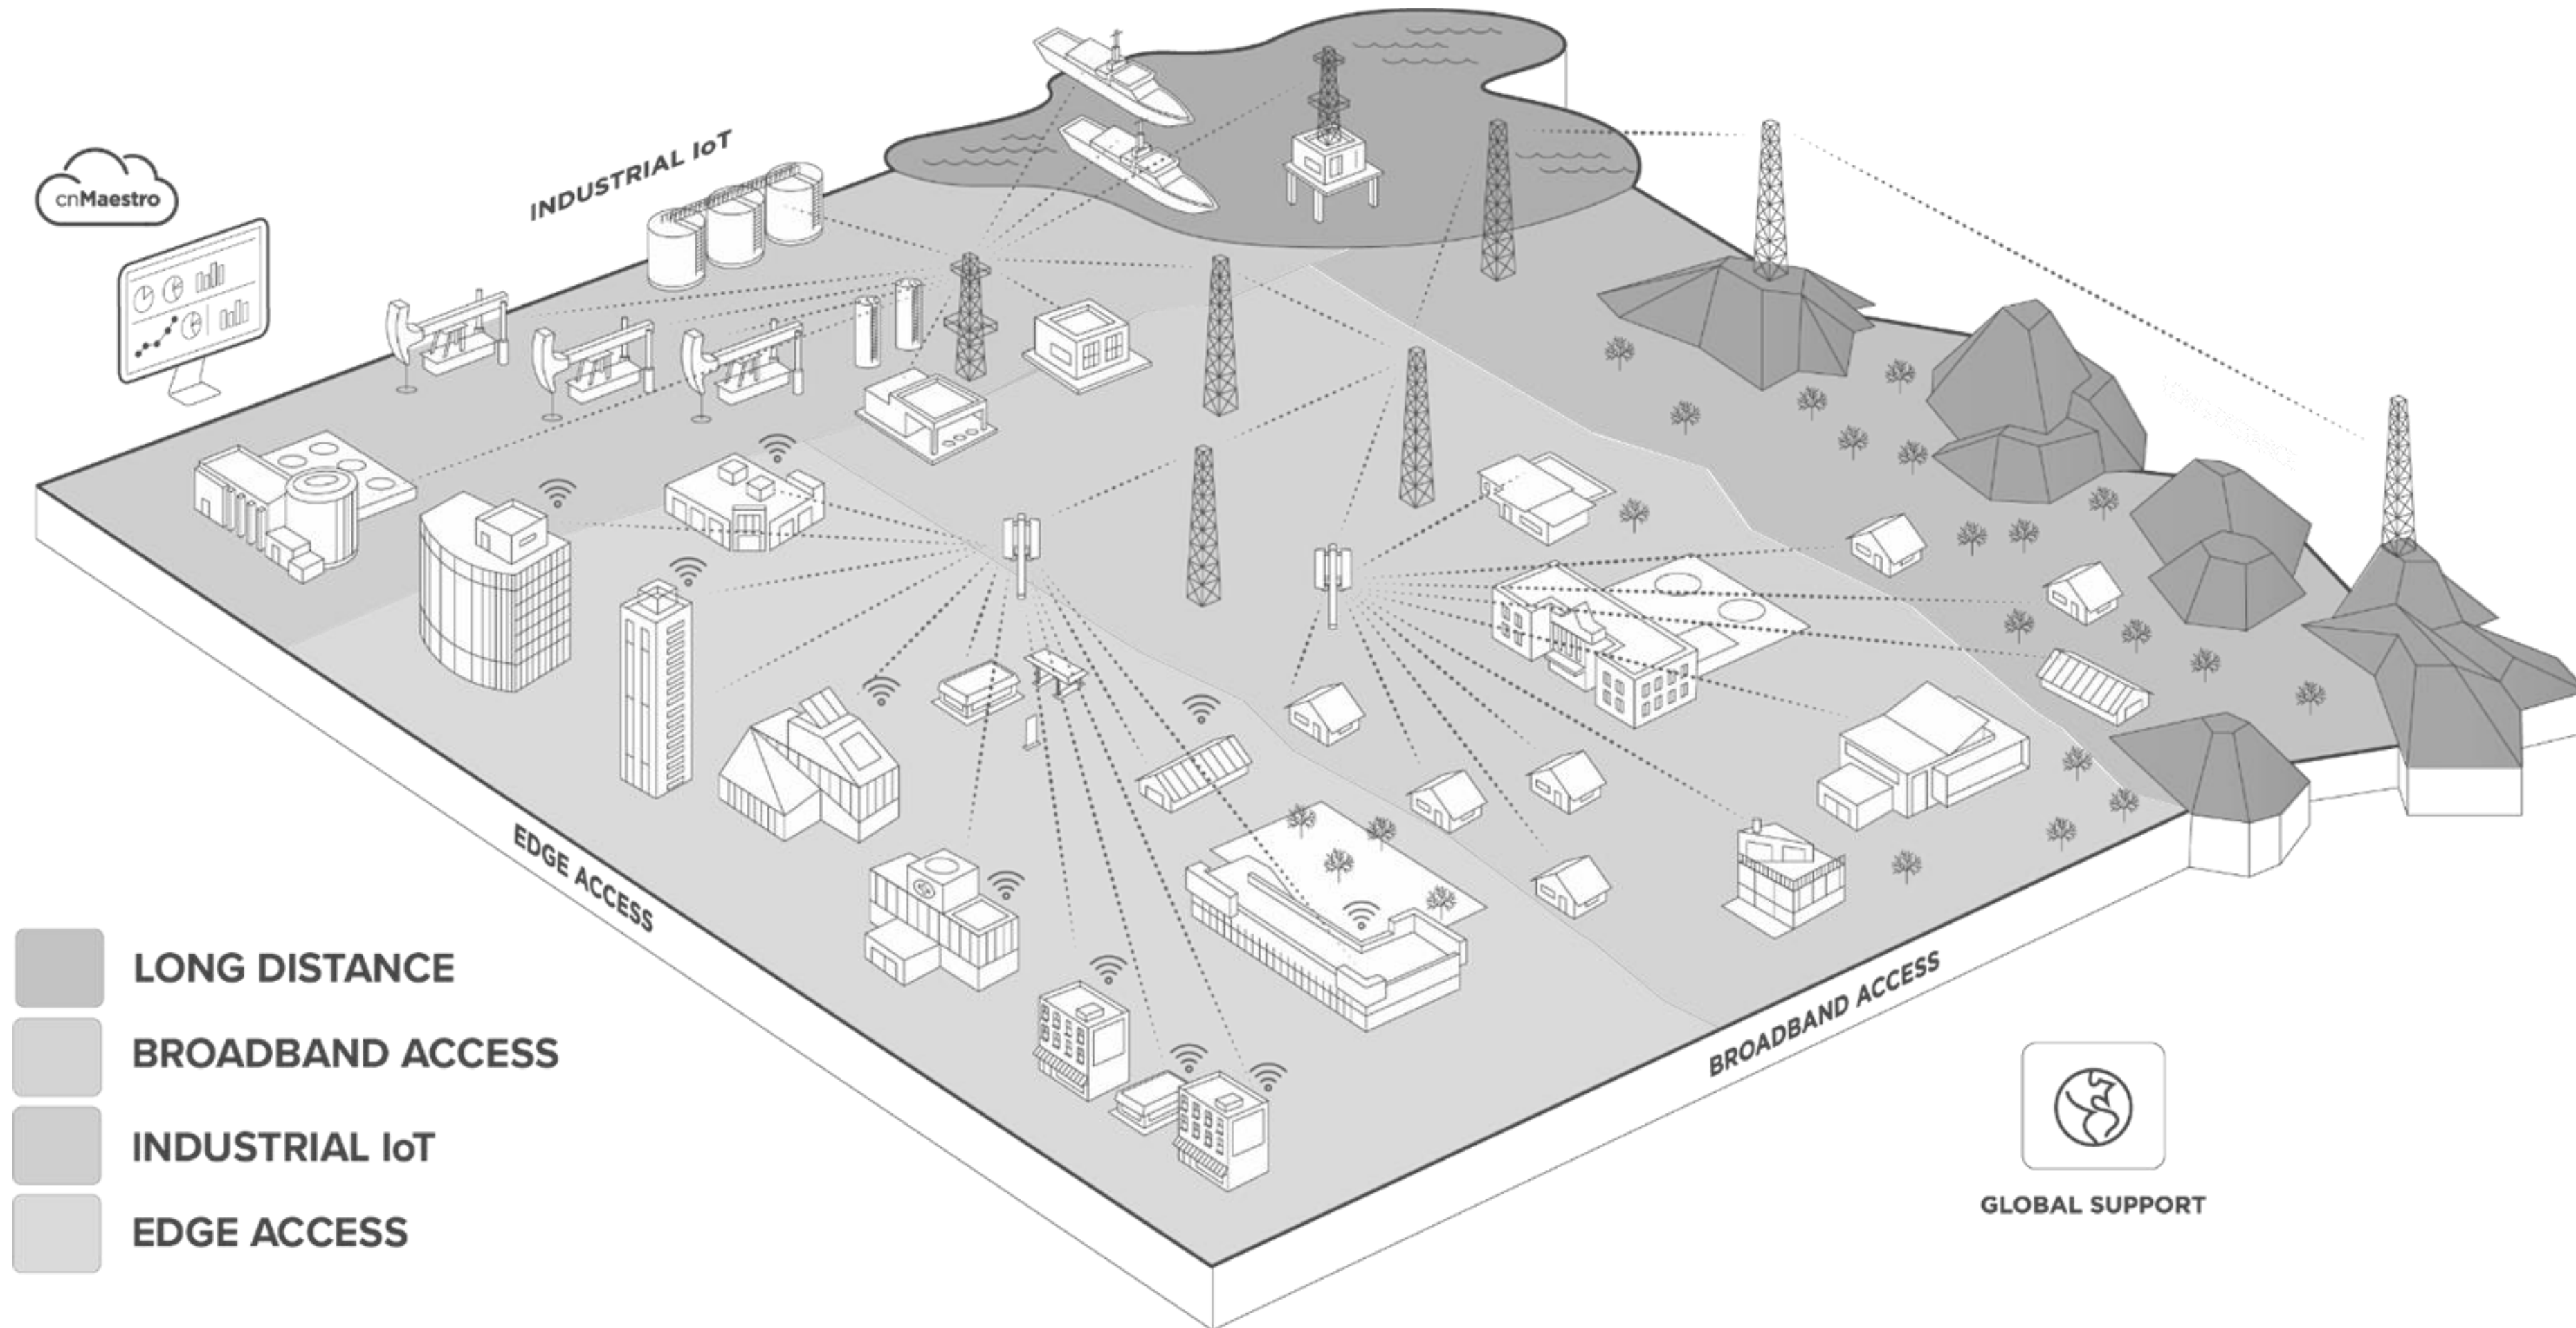 cnMaestro
INDUSTRIAL IoT
EDGE ACCESS
BROADBAND ACCESS
LONG DISTANCE
BROADBAND ACCESS
INDUSTRIAL IoT
EDGE ACCESS
GLOBAL SUPPORT